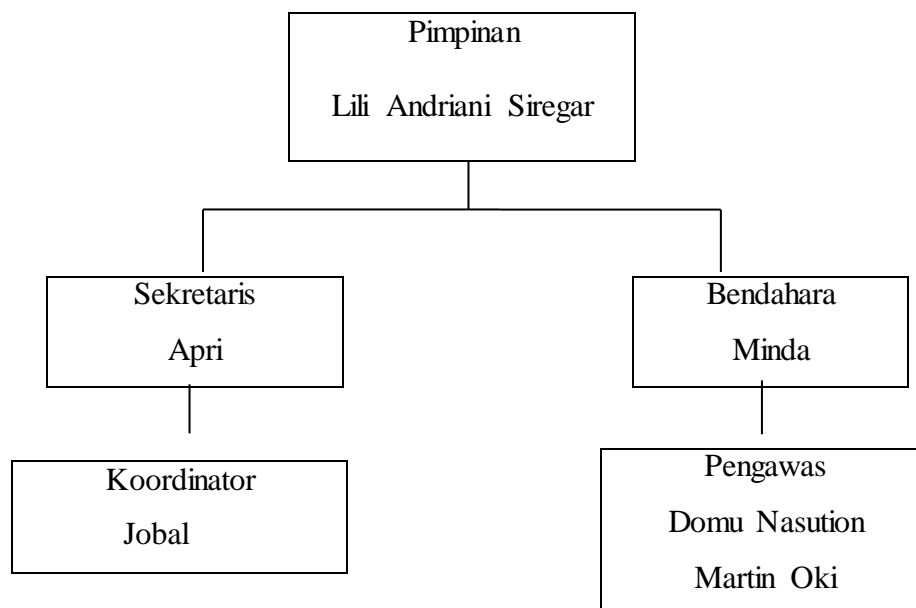 Pimpinan
Lili Andriani Siregar
Sekretaris
Apri
Bendahara
Minda
Koordinator
Jobal
Pengawas
Domu Nasution
Martin Oki